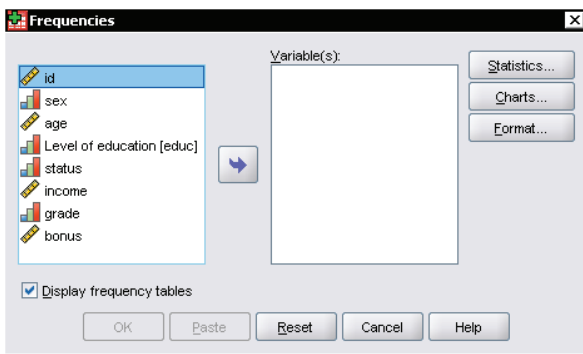 Frequencies
Variable(s):
id
sex
age
Level of education [educ]
status
income
grade
bonus
Statistics...
Charts...
Format...
Display frequency tables
OK
Paste
Reset
Cancel
Help